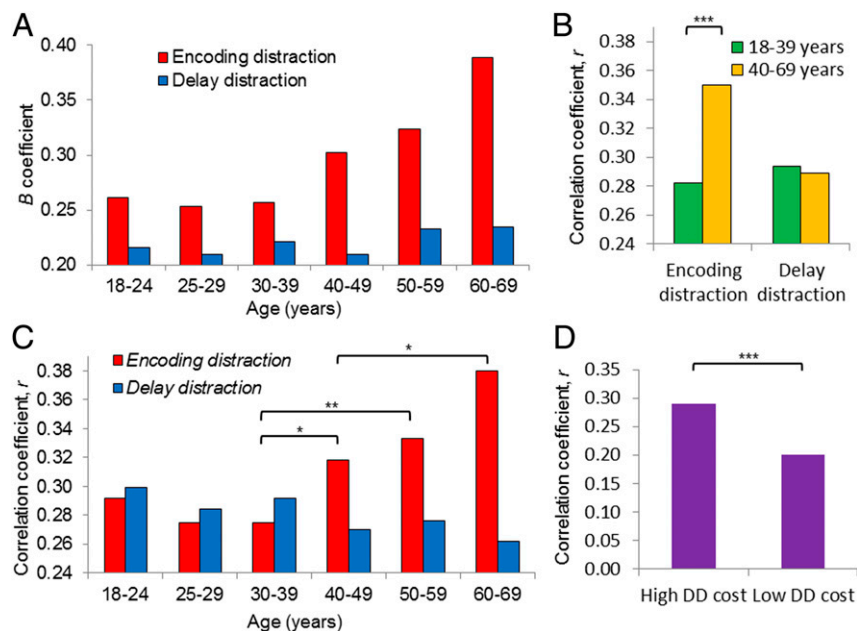 A
0.40
0.35
0.30
0.25
0.20
B coefficient
Encoding distraction
Delay distraction
18-24 25-29 30-39 40-49 50-59 60-69
Age (years)
B
0.38
0.36
0.34
0.32
0.30
0.28
0.26
0.24
Correlation coefficient, r
***
18-39 years
40-69 years
Encoding distraction
Delay distraction
C
0.38
0.36
0.32
0.30
0.28
0.26
0.24
Correlation coefficient, r
Encoding distraction
Delay distraction
*
**
*
18-24 25-29 30-39 40-49 50-59 60-69
Age (years)
D
0.35
0.30
0.25
0.20
0.15
0.10
0.05
0.00
Correlation coefficient, r
***
High DD cost Low DD cost